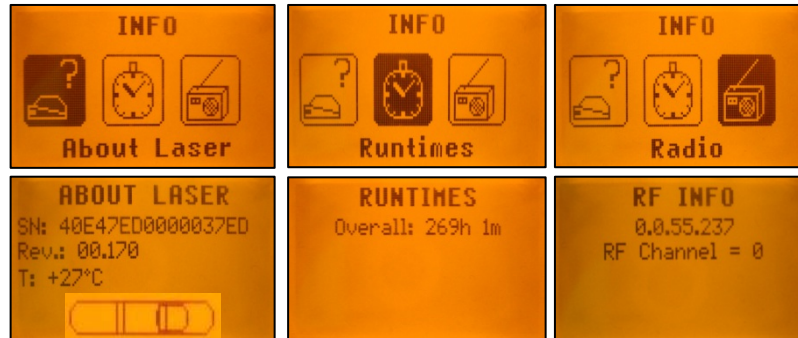 INFO
About Laser
INFO
Runtimes
INFO
Radio
ABOUT LASER
SN: 40E47ED0000037ED
Rev.: 00.170
T: +27°C
RUNTIMES
Overall: 269h 1m
RF INFO
0.0.55.237
RF Channel = 0